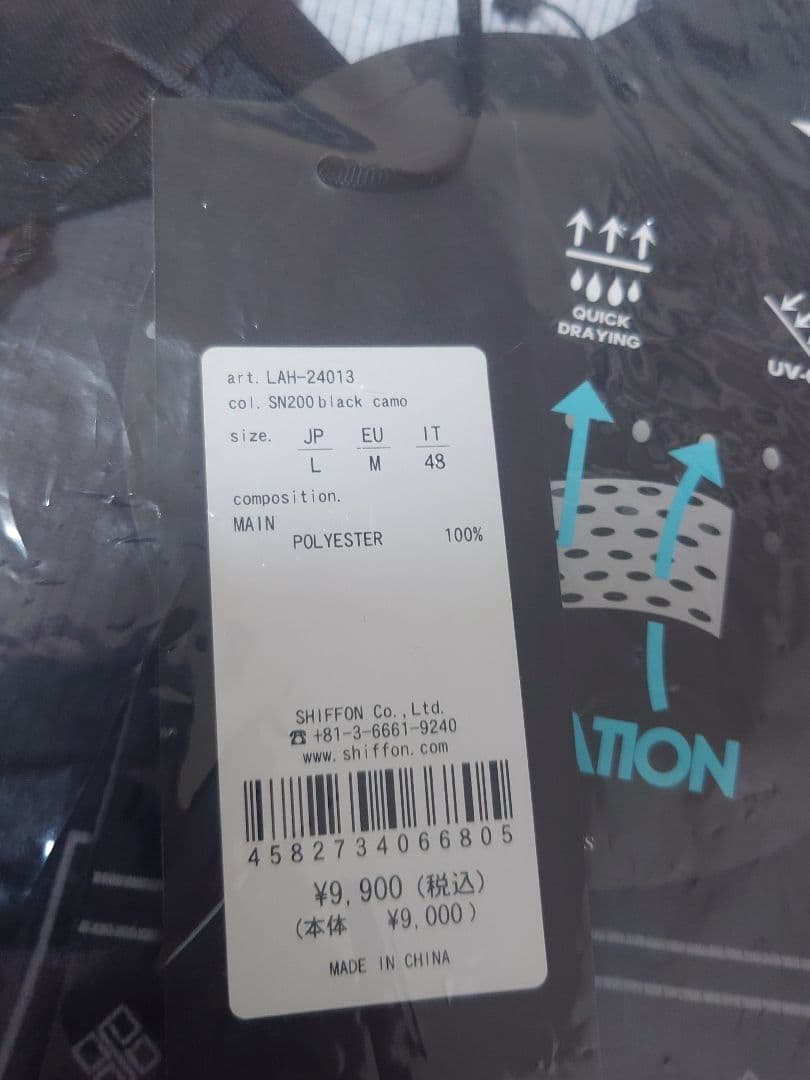 art. LAH-24013
col. SN200 black camo
size. JP EU IT
L M 48
composition.
MAIN
POLYESTER 100%
SHIFFON Co.,Ltd.
☎ +81-3-6661-9240
www.shiffon.com
4582734066805
¥9,900 (税込)
(本体 ¥9,000)
MADE IN CHINA
QUICK
DRAYING
UV-
ATION
S